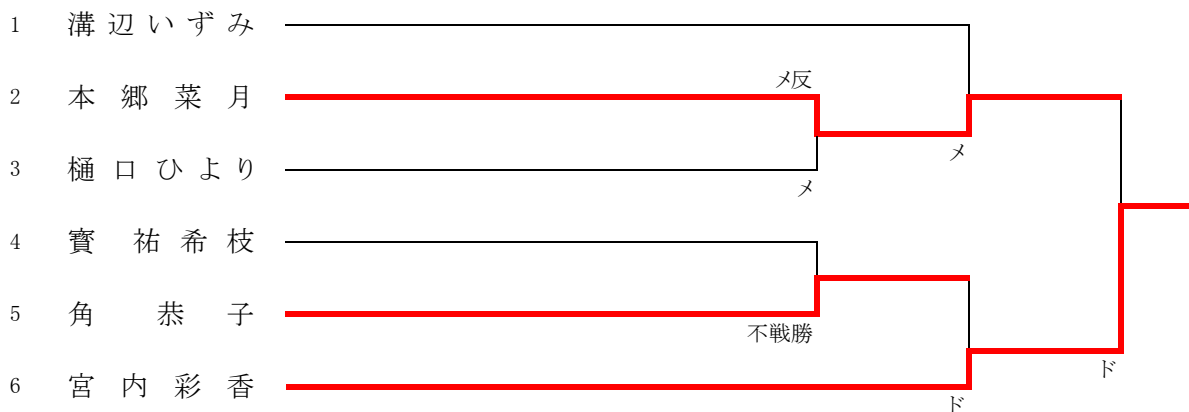 1 溝辺いずみ
メ反
2 本郷菜月
メ
3 樋口ひより
メ
4 寳祐希枝
5 角恭子
不戦勝
ド
6 宮内彩香
ド